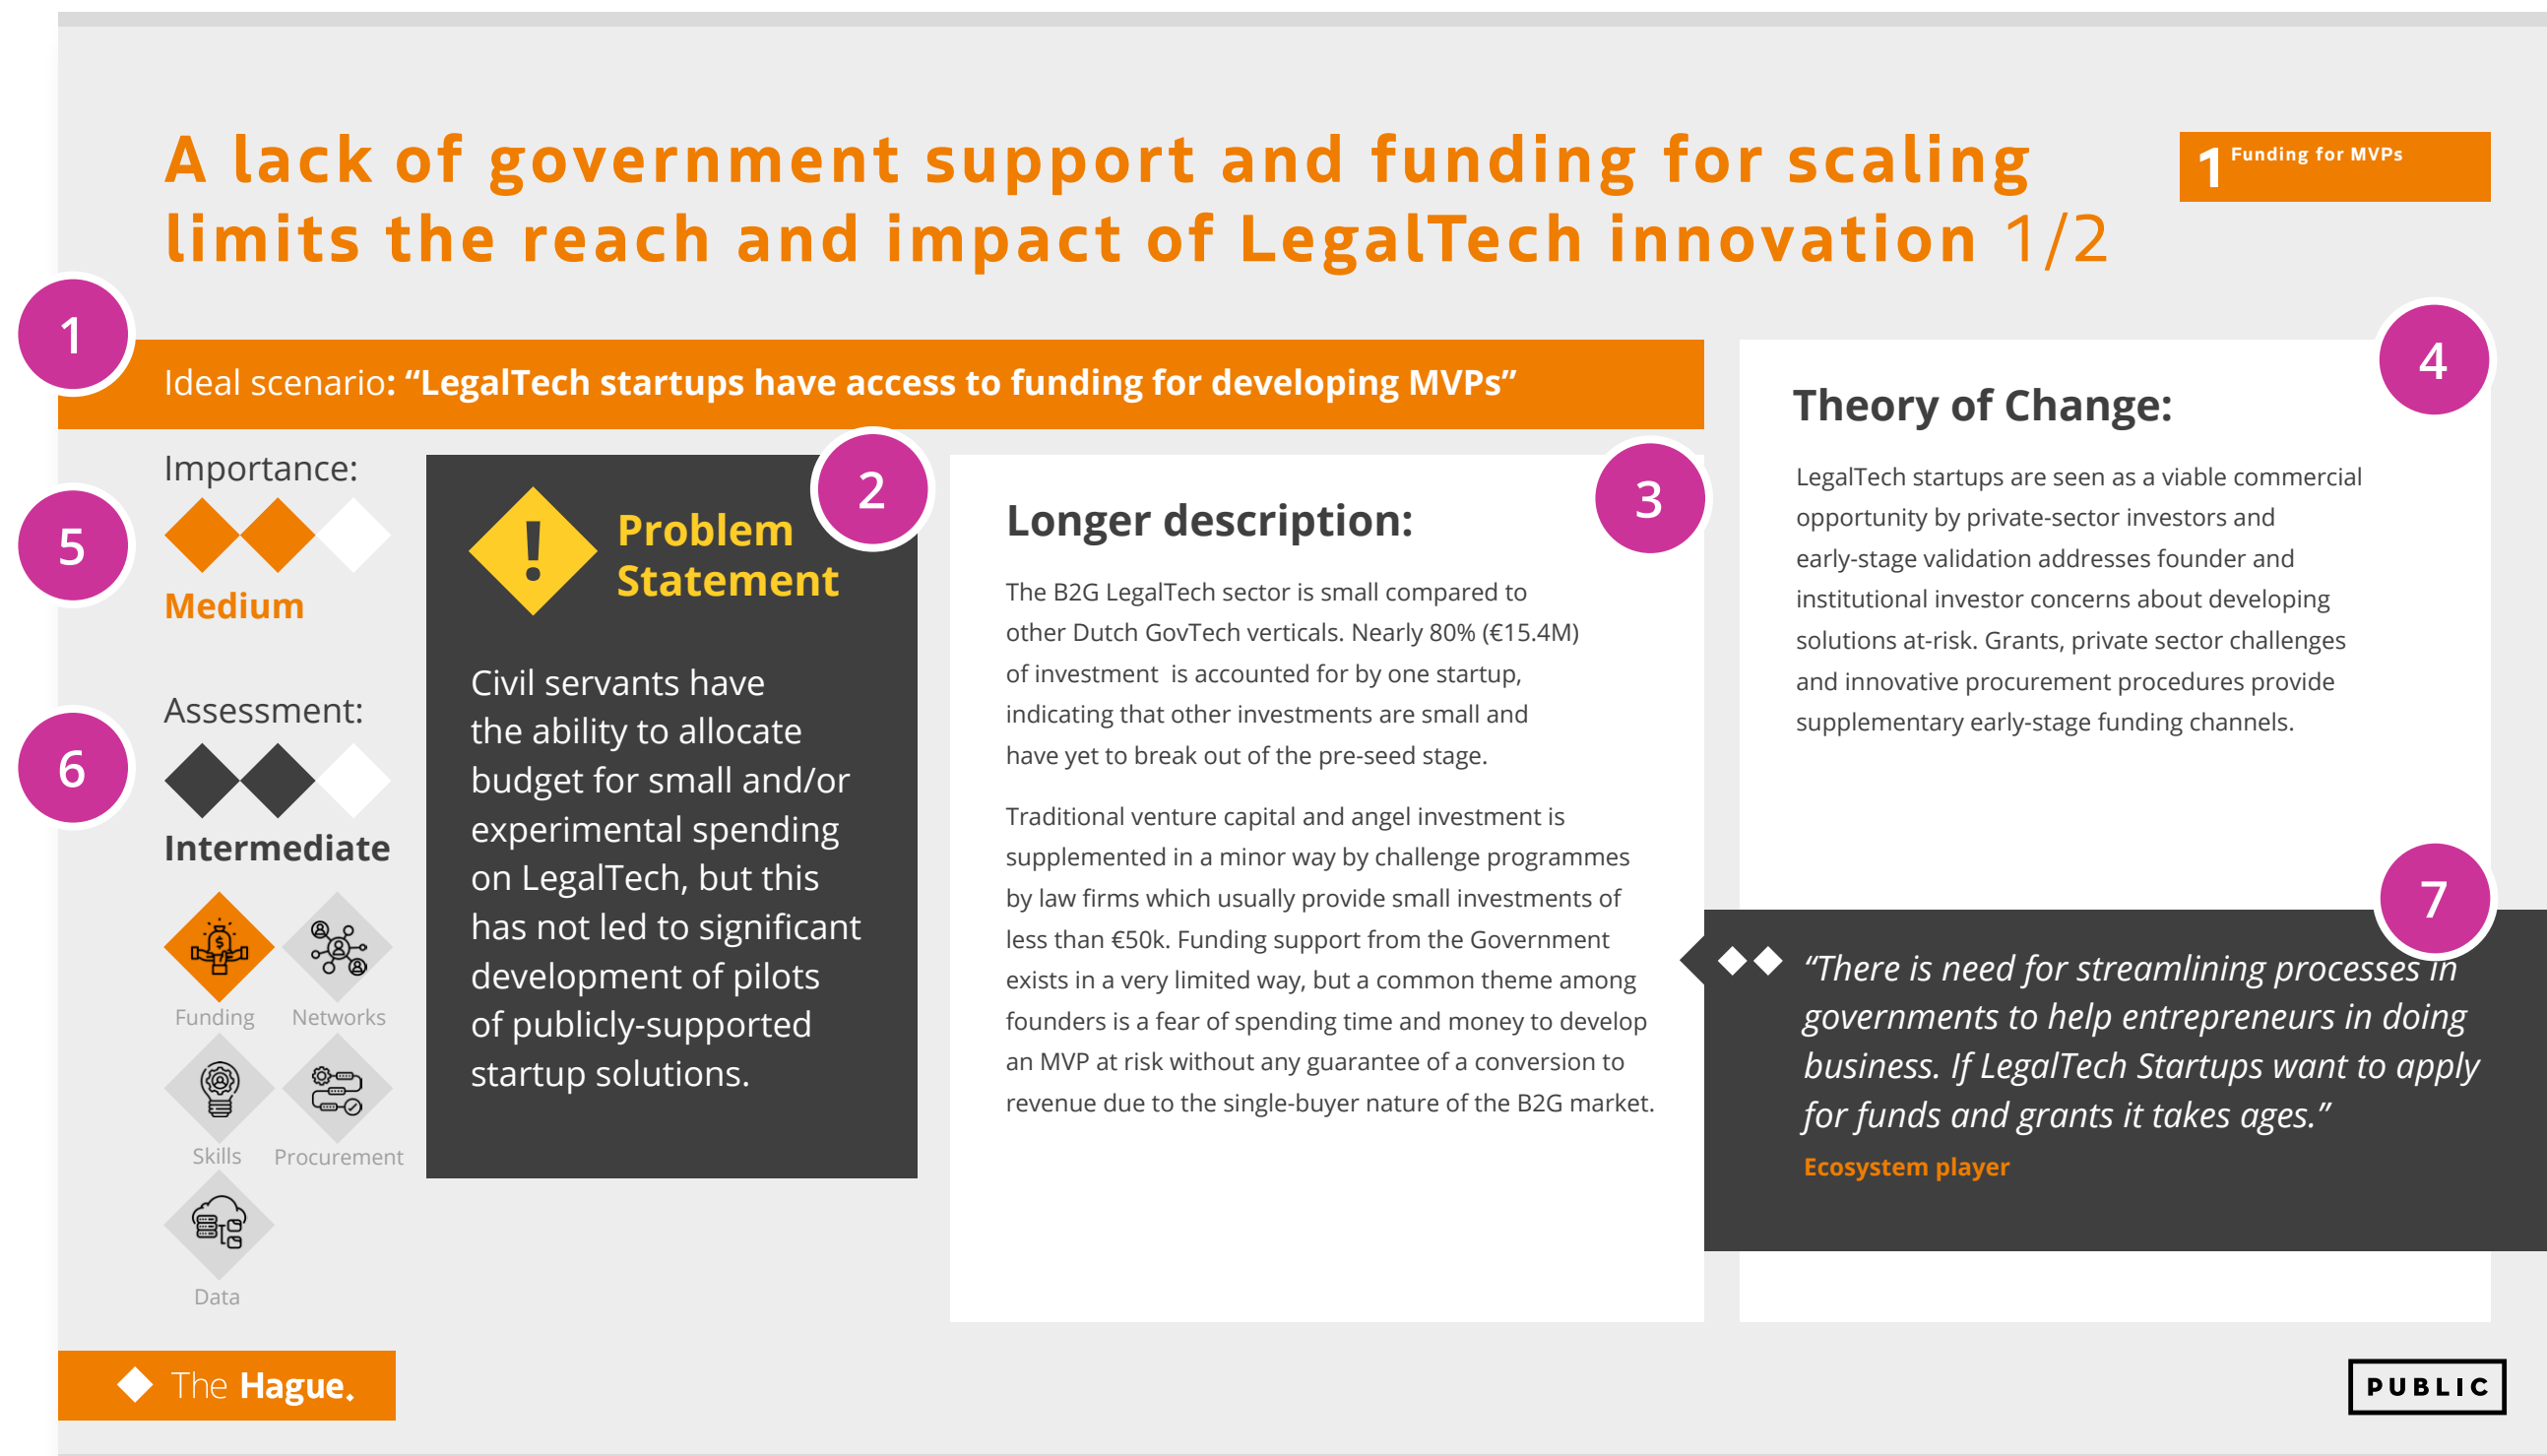 A lack of government support and funding for scaling
limits the reach and impact of LegalTech innovation 1/2
1 Funding for MVPs
1
Ideal scenario: “LegalTech startups have access to funding for developing MVPs”
5
Importance:
Medium
6
Assessment:
Intermediate
Funding
Networks
Skills
Procurement
Data
2
!
Problem
Statement
Civil servants have
the ability to allocate
budget for small and/or
experimental spending
on LegalTech, but this
has not led to significant
development of pilots
of publicly-supported
startup solutions.
3
Longer description:
The B2G LegalTech sector is small compared to
other Dutch GovTech verticals. Nearly 80% (€15.4M)
of investment is accounted for by one startup,
indicating that other investments are small and
have yet to break out of the pre-seed stage.
Traditional venture capital and angel investment is
supplemented in a minor way by challenge programmes
by law firms which usually provide small investments of
less than €50k. Funding support from the Government
exists in a very limited way, but a common theme among
founders is a fear of spending time and money to develop
an MVP at risk without any guarantee of a conversion to
revenue due to the single-buyer nature of the B2G market.
4
Theory of Change:
LegalTech startups are seen as a viable commercial
opportunity by private-sector investors and
early-stage validation addresses founder and
institutional investor concerns about developing
solutions at-risk. Grants, private sector challenges
and innovative procurement procedures provide
supplementary early-stage funding channels.
7
“There is need for streamlining processes in
governments to help entrepreneurs in doing
business. If LegalTech Startups want to apply
for funds and grants it takes ages.”
Ecosystem player
The Hague.
PUBLIC